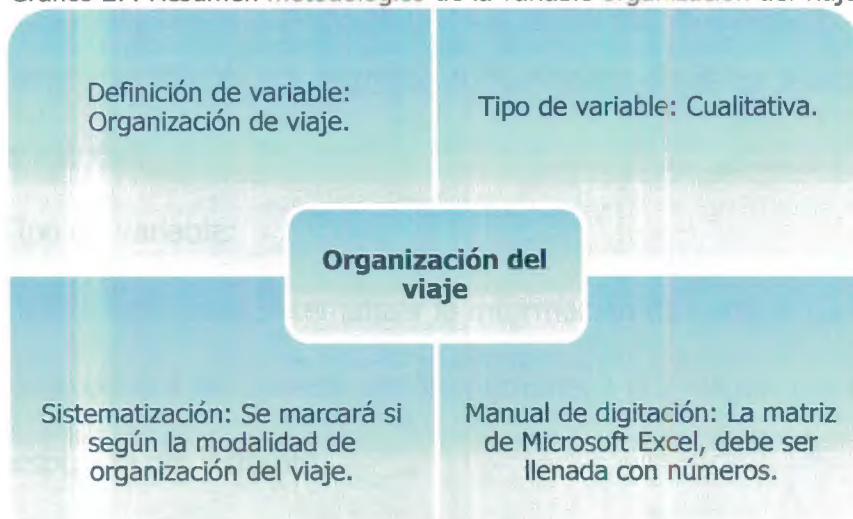 Definición de variable:
Organización de viaje.
Tipo de variable: Cualitativa.
Organización del
viaje
Sistematización: Se marcará si
según la modalidad de
organización del viaje.
Manual de digitación: La matriz
de Microsoft Excel, debe ser
llenada con números.